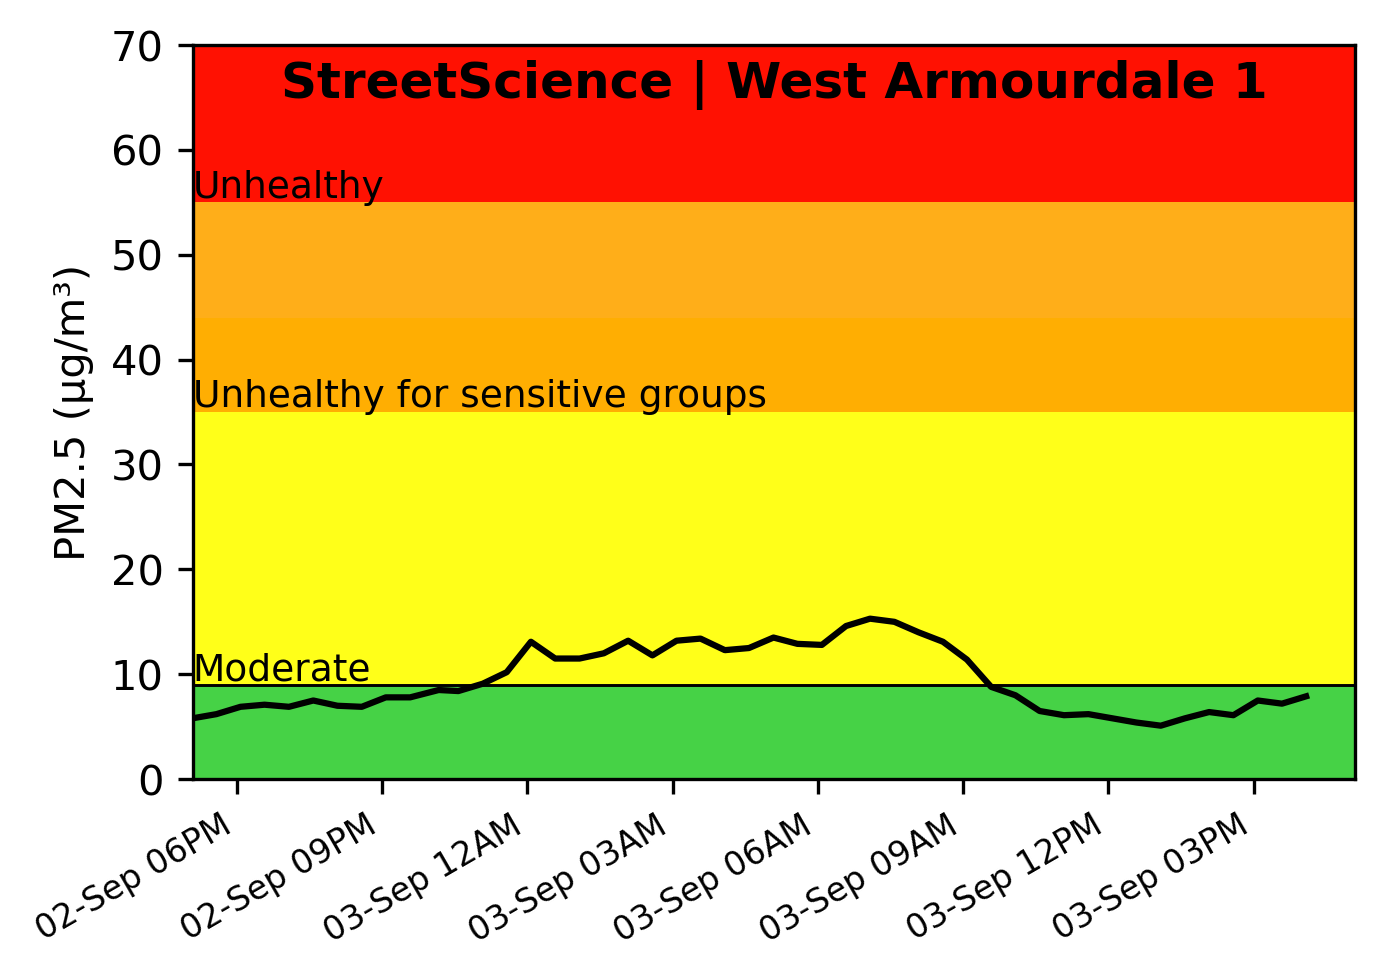 StreetScience | West Armourdale 1
70
60
50
40
30
20
10
0
PM2.5 (µg/m³)
Unhealthy
Unhealthy for sensitive groups
Moderate
02-Sep 06PM
02-Sep 09PM
03-Sep 12AM
03-Sep 03AM
03-Sep 06AM
03-Sep 09AM
03-Sep 12PM
03-Sep 03PM